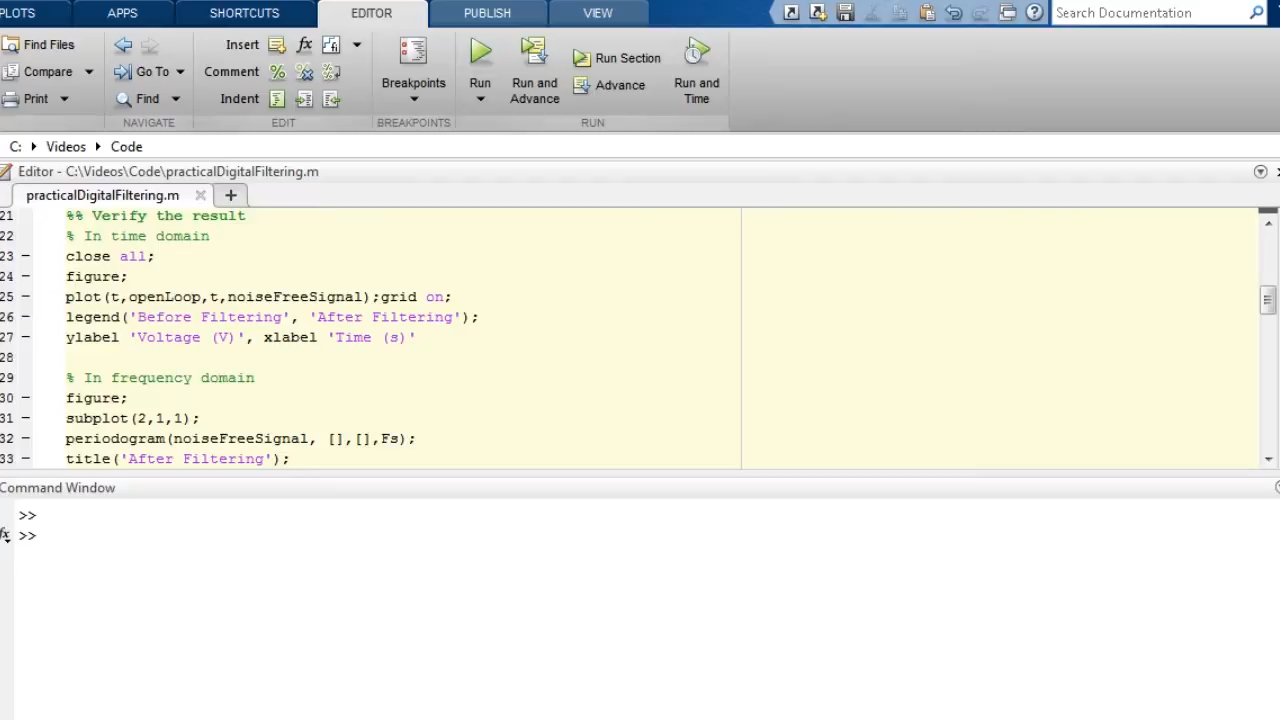 PLOTS APPS SHORTCUTS EDITOR PUBLISH VIEW Search Documentation
Find Files Insert fx
Compare Go To Comment Breakpoints Run Run and Advance Run Section Advance Run and Time
Print Find Indent
NAVIGATE EDIT BREAKPOINTS RUN
C: Videos Code
Editor - C:\Videos\Code\practicalDigitalFiltering.m
practicalDigitalFiltering.m
21 %% Verify the result
22 % In time domain
23 – close all;
24 – figure;
25 – plot(t,openLoop,t,noiseFreeSignal);grid on;
26 – legend('Before Filtering', 'After Filtering');
27 – ylabel 'Voltage (V)', xlabel 'Time (s)'
28
29 % In frequency domain
30 – figure;
31 – subplot(2,1,1);
32 – periodogram(noiseFreeSignal, [],[],Fs);
33 – title('After Filtering');
Command Window
>>
fx >>